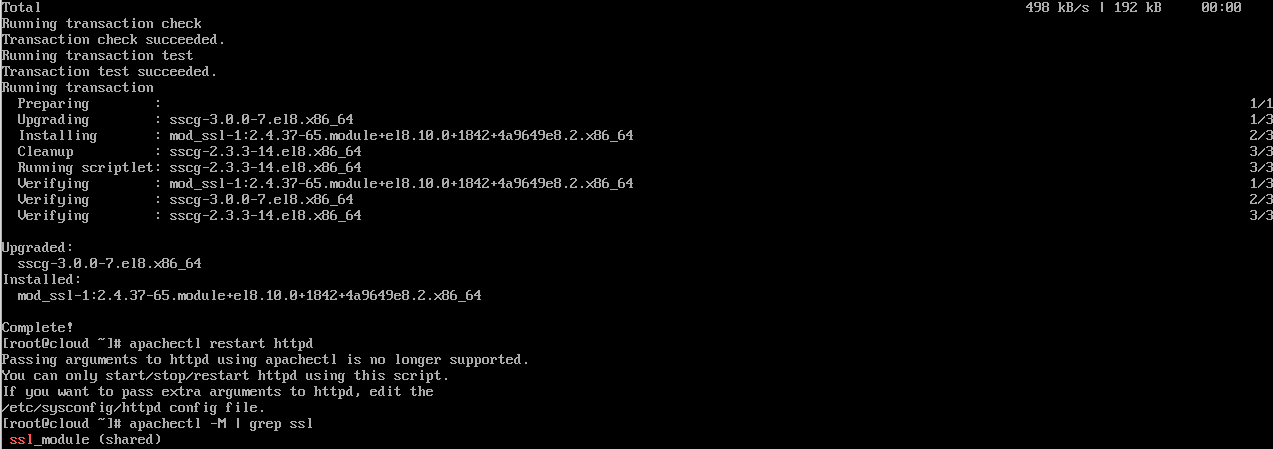 Total 498 kB/s | 192 kB 00:00
Running transaction check
Transaction check succeeded.
Running transaction test
Transaction test succeeded.
Running transaction
Preparing : 1/1
Upgrading : sscg-3.0.0-7.el8.x86_64 1/3
Installing : mod_ssl-1:2.4.37-65.module+el8.10.0+1842+4a9649e8.2.x86_64 2/3
Cleanup : sscg-2.3.3-14.el8.x86_64 3/3
Running scriptlet: sscg-2.3.3-14.el8.x86_64 3/3
Verifying : mod_ssl-1:2.4.37-65.module+el8.10.0+1842+4a9649e8.2.x86_64 1/3
Verifying : sscg-3.0.0-7.el8.x86_64 2/3
Verifying : sscg-2.3.3-14.el8.x86_64 3/3
Upgraded:
sscg-3.0.0-7.el8.x86_64
Installed:
mod_ssl-1:2.4.37-65.module+el8.10.0+1842+4a9649e8.2.x86_64
Complete!
[root@cloud ~]# apachectl restart httpd
Passing arguments to httpd using apachectl is no longer supported.
You can only start/stop/restart httpd using this script.
If you want to pass extra arguments to httpd, edit the
/etc/sysconfig/httpd config file.
[root@cloud ~]# apachectl -M | grep ssl
ssl_module (shared)